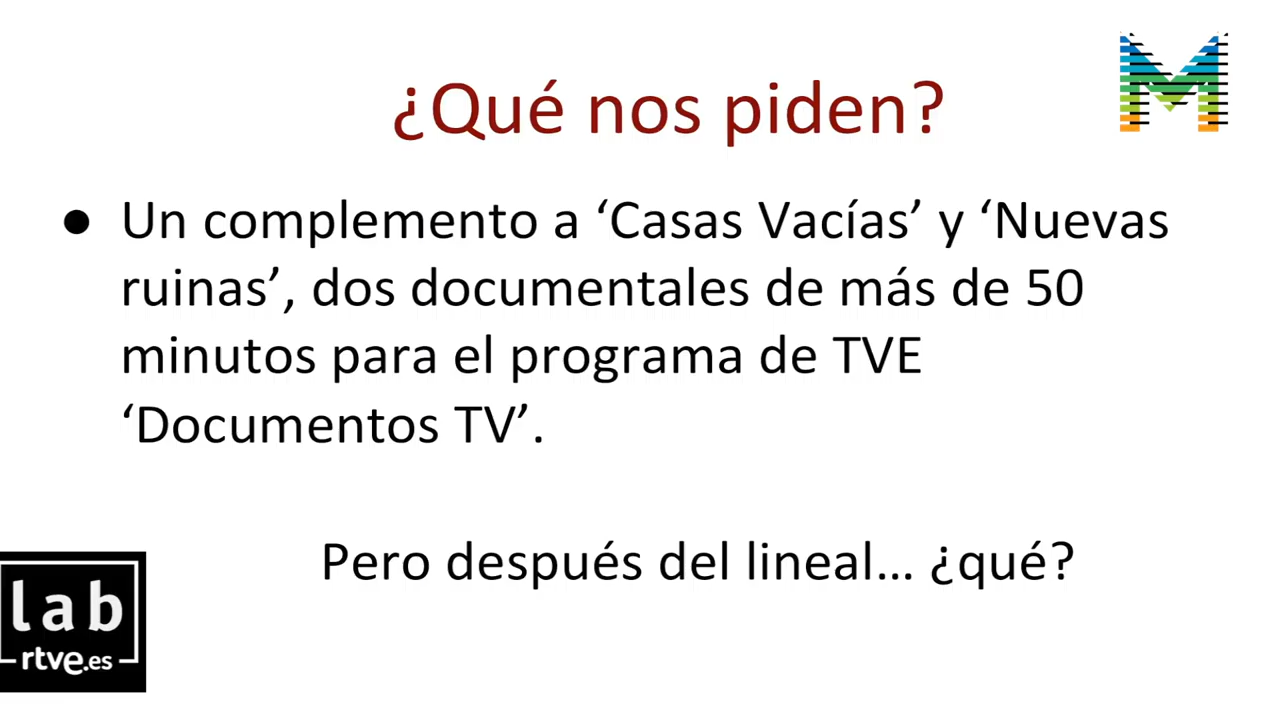 ¿Qué nos piden?
● Un complemento a ‘Casas Vacías’ y ‘Nuevas
ruinas’, dos documentales de más de 50
minutos para el programa de TVE
‘Documentos TV’.
Pero después del lineal... ¿qué?
lab
rtve.es
M